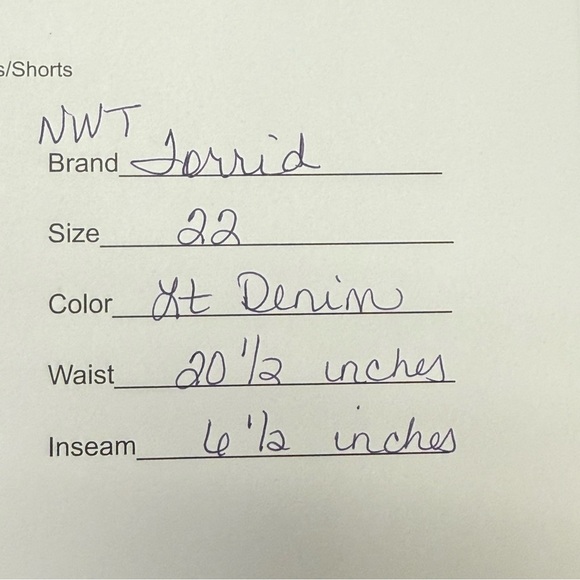 s/Shorts
NWT
Brand Torrid
Size 22
Color Lt Denim
Waist 20 1/2 inches
Inseam 6 1/2 inches